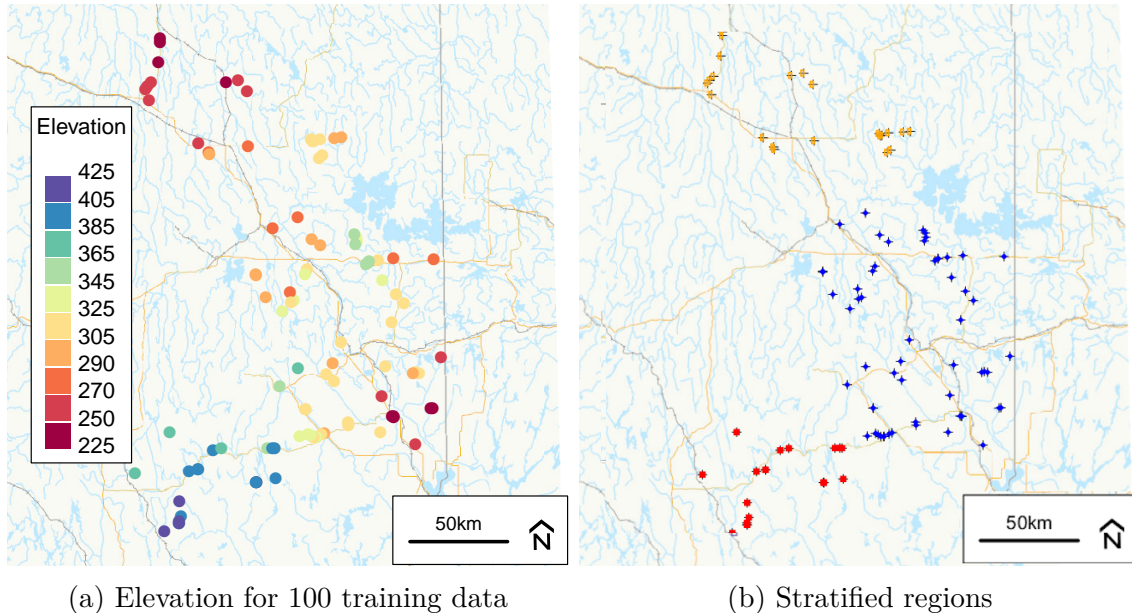 Elevation
425
405
385
365
345
325
305
290
270
250
225
50km
N
50km
N
(a) Elevation for 100 training data
(b) Stratified regions